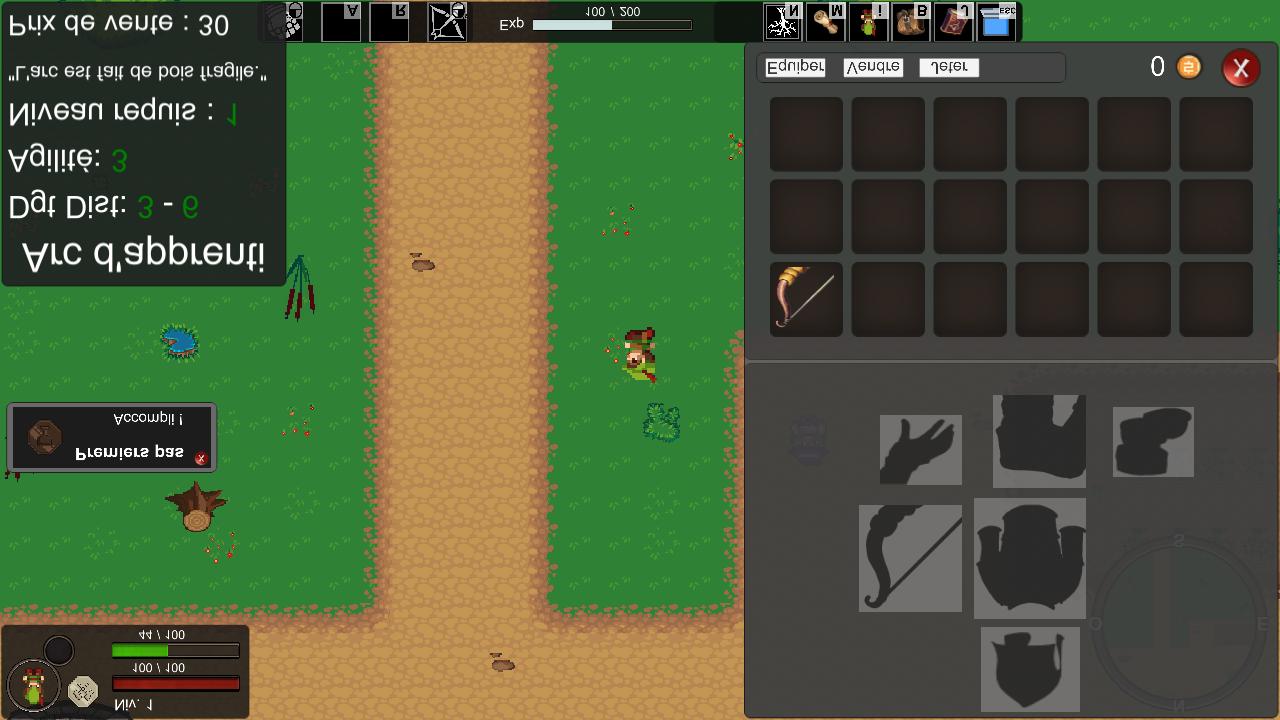 Prix de vente : 30
"L'arc est fait de bois fragile."
Niveau requis : 1
Agilité: 3
Dgt Dist: 3 - 6
Arc d'apprenti
A
R
Exp
100 / 200
N
M
i
B
J
Esc
Equiper
Vendre
Jeter
0
X
Accompli !
Premiers pas
x
44 / 100
100 / 100
Niv. 1
S
O
E
N